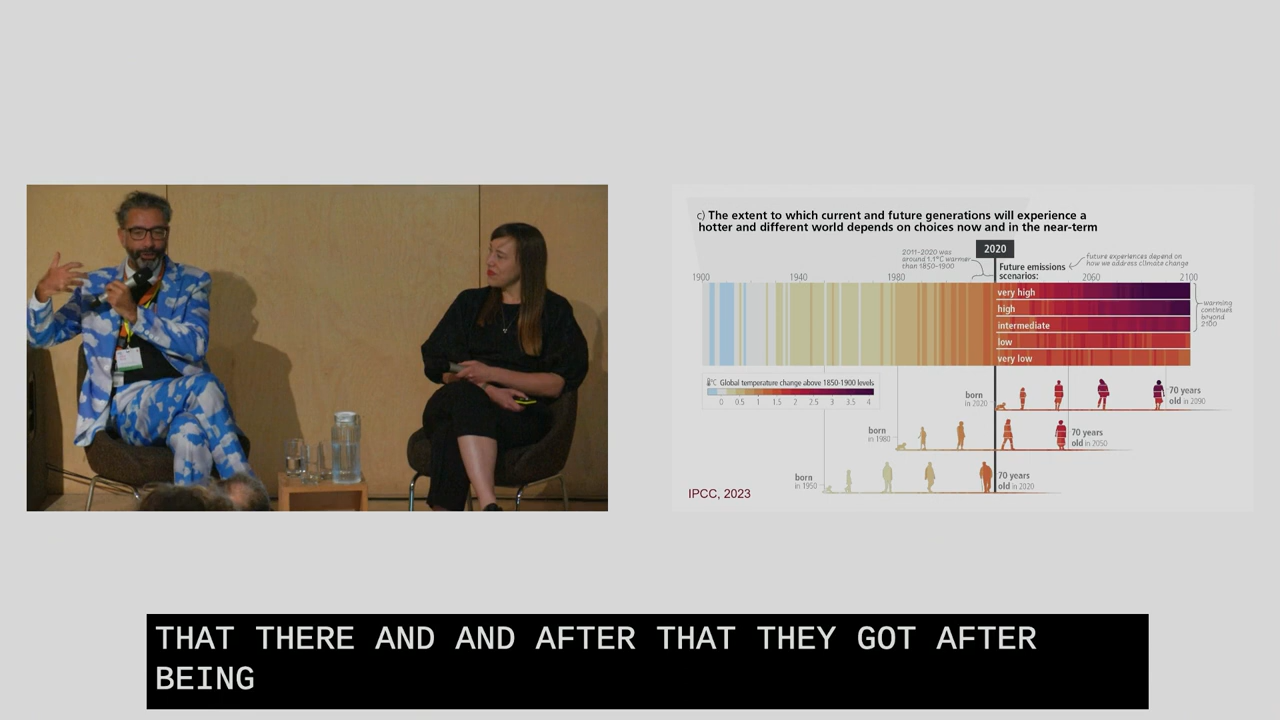 c) The extent to which current and future generations will experience a
hotter and different world depends on choices now and in the near-term
2020
2011-2020 was
around 1.1°C warmer
than 1850-1900
Future emissions
scenarios:
future experiences depend on
how we address climate change
1900 1940 1980 2060 2100
very high
high
intermediate
low
very low
warming
continues
beyond
2100
°C Global temperature change above 1850-1900 levels
0 0.5 1 1.5 2 2.5 3 3.5 4
born
in 2020
70 years
old in 2090
born
in 1980
70 years
old in 2050
born
in 1950
70 years
old in 2020
IPCC, 2023
THAT THERE AND AND AFTER THAT THEY GOT AFTER
BEING